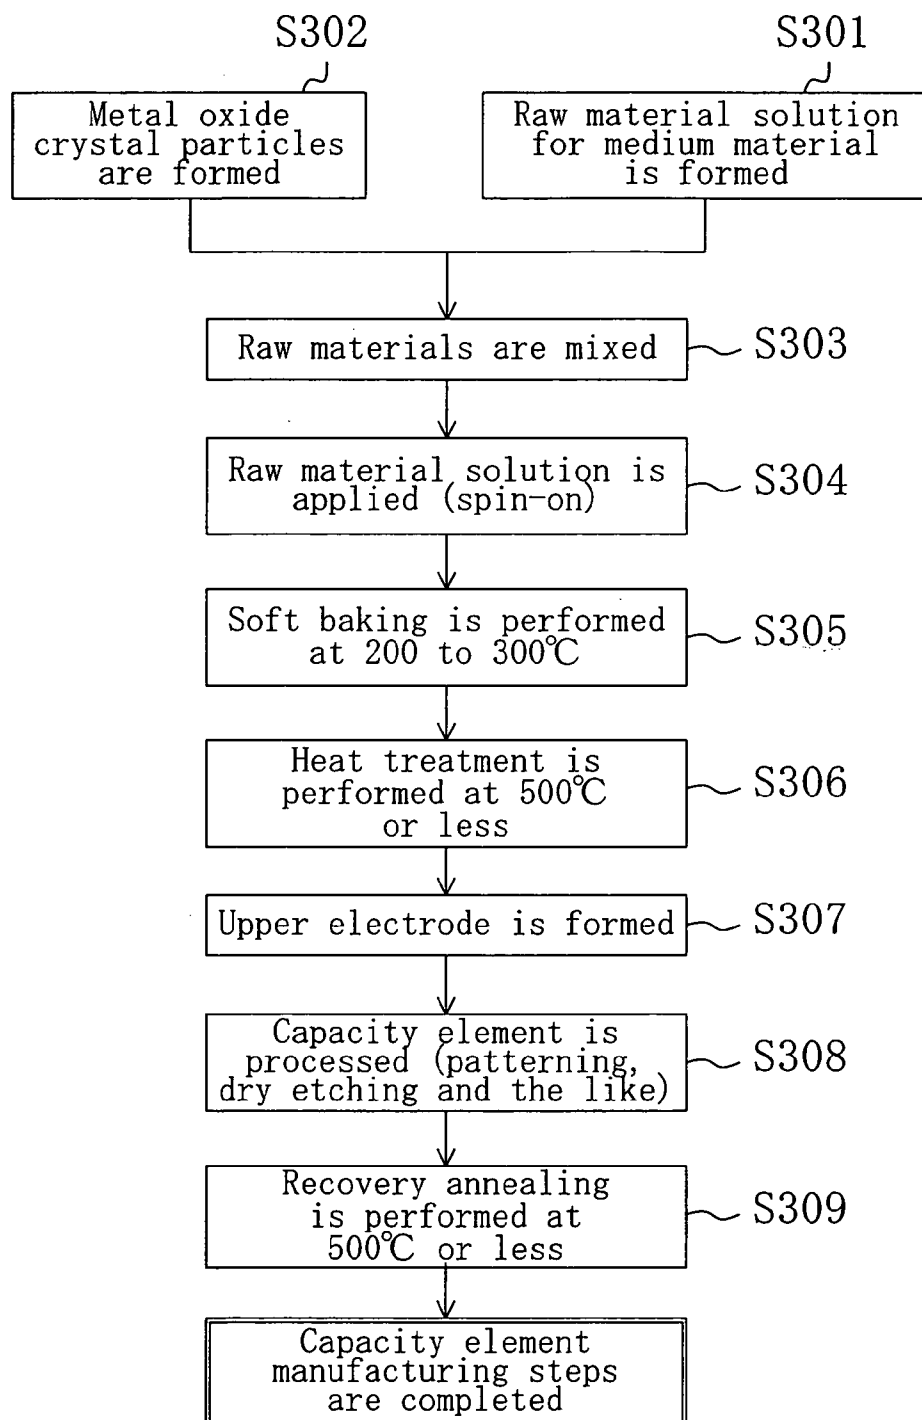 S302
S301
Metal oxide
crystal particles
are formed
Raw material solution
for medium material
is formed
Raw materials are mixed
S303
Raw material solution is
applied (spin-on)
S304
Soft baking is performed
at 200 to 300℃
S305
Heat treatment is
performed at 500℃
or less
S306
Upper electrode is formed
S307
Capacity element is
processed (patterning,
dry etching and the like)
S308
Recovery annealing
is performed at
500℃ or less
S309
Capacity element
manufacturing steps
are completed